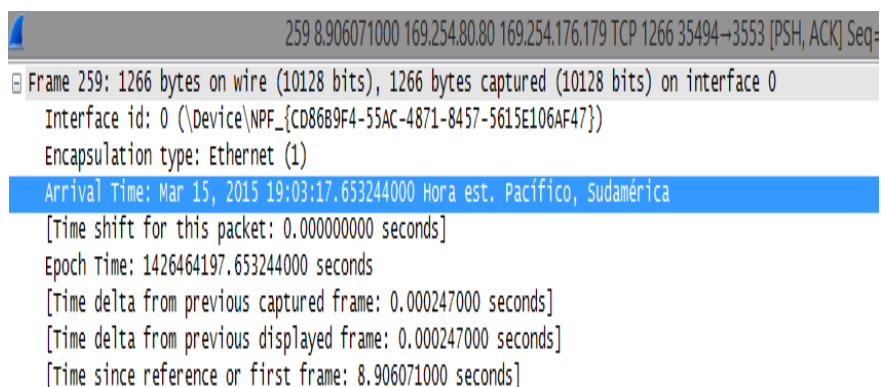 259 8.906071000 169.254.80.80 169.254.176.179 TCP 1266 35494→3553 [PSH, ACK] Seq=
Frame 259: 1266 bytes on wire (10128 bits), 1266 bytes captured (10128 bits) on interface 0
Interface id: 0 (\Device\NPF_{CD86B9F4-55AC-4871-8457-5615E106AF47})
Encapsulation type: Ethernet (1)
Arrival Time: Mar 15, 2015 19:03:17.653244000 Hora est. Pacífico, Sudamérica
[Time shift for this packet: 0.000000000 seconds]
Epoch Time: 1426464197.653244000 seconds
[Time delta from previous captured frame: 0.000247000 seconds]
[Time delta from previous displayed frame: 0.000247000 seconds]
[Time since reference or first frame: 8.906071000 seconds]